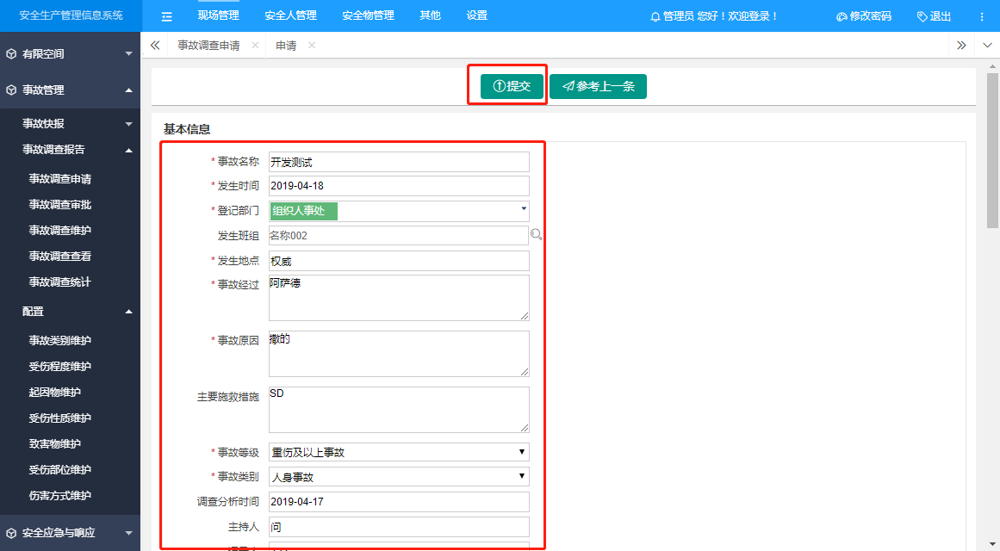 安全生产管理信息系统
现场管理 安全人管理 安全物管理 其他 设置
管理员 您好！欢迎登录！ 修改密码 退出
有限空间
事故管理
事故快报
事故调查报告
事故调查申请
事故调查审批
事故调查维护
事故调查查看
事故调查统计
配置
事故类别维护
受伤程度维护
起因物维护
受伤性质维护
致害物维护
受伤部位维护
伤害方式维护
安全应急与响应
事故调查申请 申请
提交 参考上一条
基本信息
* 事故名称 开发测试
* 发生时间 2019-04-18
* 登记部门 组织人事处
发生班组 名称002
* 发生地点 权威
* 事故经过 阿萨德
* 事故原因 撒的
主要施救措施 SD
* 事故等级 重伤及以上事故
* 事故类别 人身事故
调查分析时间 2019-04-17
主持人 问